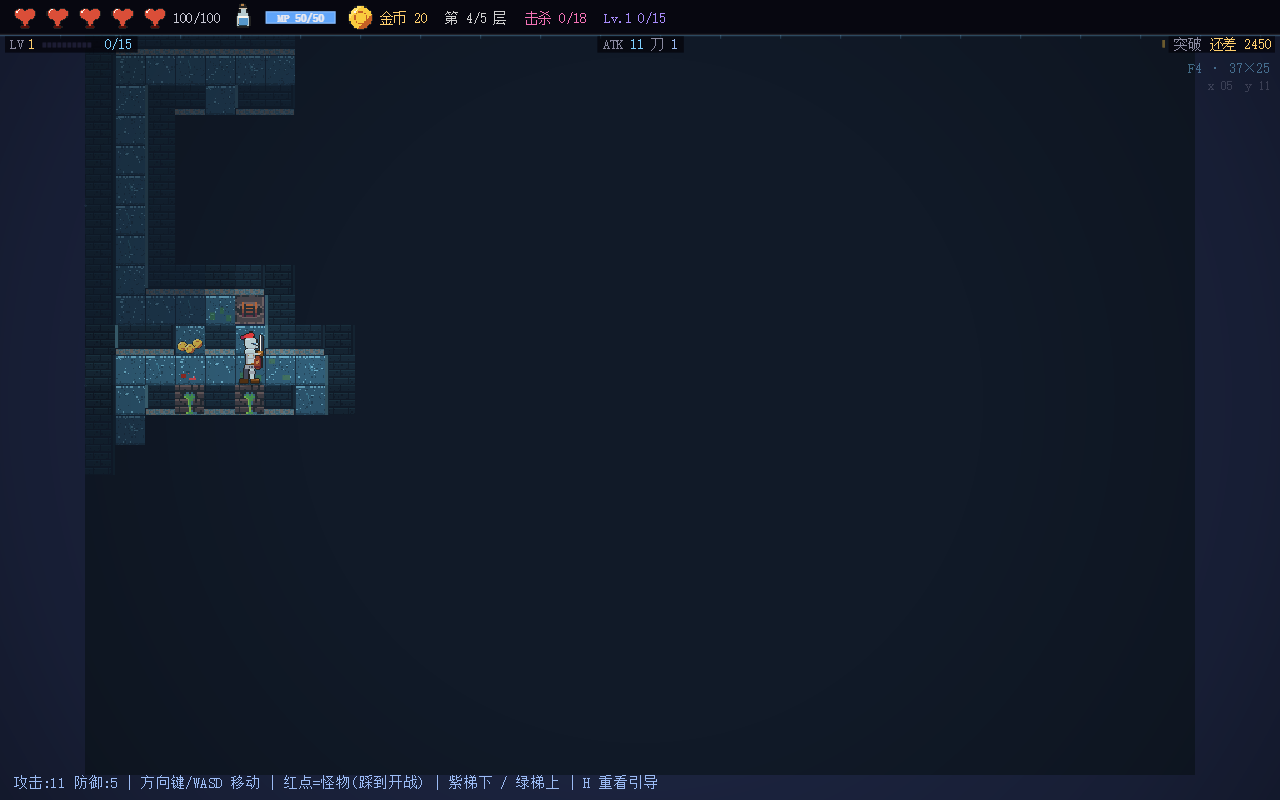 100/100 MP 50/50 金币 20 第 4/5 层 击杀 0/18 Lv.1 0/15
LV 1 0/15 ATK 11 刀 1 突破 还差 2450
F4 · 37×25
x 05 y 11
攻击:11 防御:5 | 方向键/WASD 移动 | 红点=怪物(踩到开战) | 紫梯下 / 绿梯上 | H 重看引导